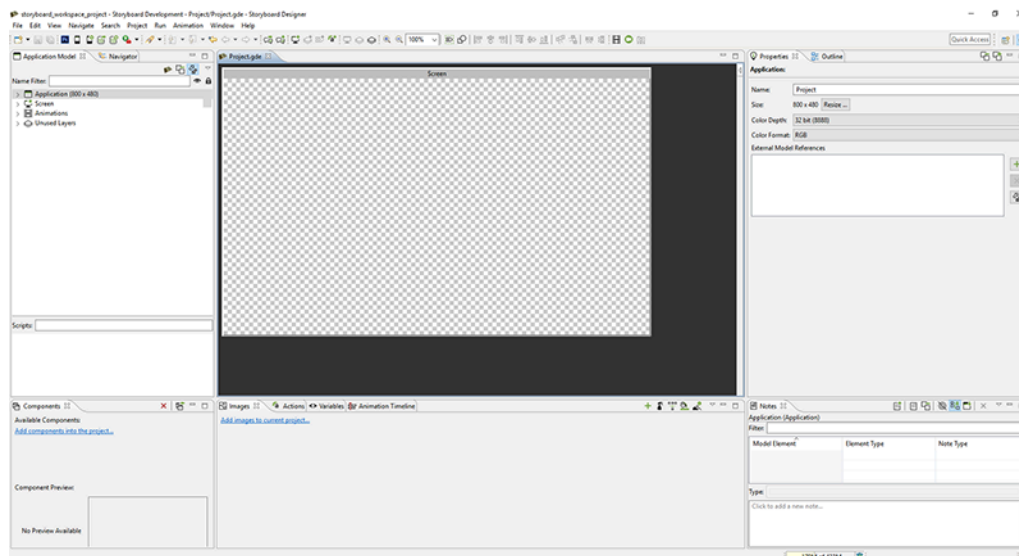 storyboard_workspace_project - Storyboard Development - Project/Project.gde - Storyboard Designer
File Edit View Navigate Search Project Run Animation Window Help
100%
Quick Access
Application Model Navigator
Project.gde
Properties Outline
Name Filter:
Application (800 x 480)
Screen
Animations
Unused Layers
Screen
Application:
Name: Project
Size: 800 x 480 Resize ...
Color Depth: 32 bit (8888)
Color Format: RGB
External Model References
Scripts:
Components
Available Components:
Add components into the project...
Component Preview:
No Preview Available
Images Actions Variables Animation Timeline
Add images to current project...
Notes
Application (Application)
Filter:
Model Element Element Type Note Type
Type:
Click to add a new note...